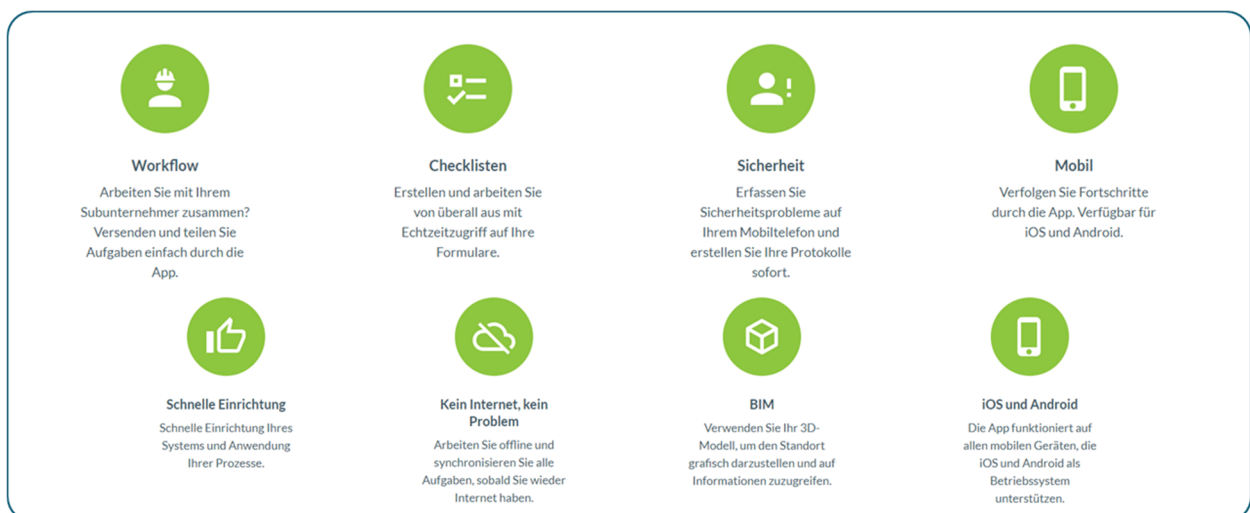 Workflow
Arbeiten Sie mit Ihrem
Subunternehmer zusammen?
Versenden und teilen Sie
Aufgaben einfach durch die
App.
Checklisten
Erstellen und arbeiten Sie
von überall aus mit
Echtzeitzugriff auf Ihre
Formulare.
Sicherheit
Erfassen Sie
Sicherheitsprobleme auf
Ihrem Mobiltelefon und
erstellen Sie Ihre Protokolle
sofort.
Mobil
Verfolgen Sie Fortschritte
durch die App. Verfügbar für
iOS und Android.
Schnelle Einrichtung
Schnelle Einrichtung Ihres
Systems und Anwendung
Ihrer Prozesse.
Kein Internet, kein
Problem
Arbeiten Sie offline und
synchronisieren Sie alle
Aufgaben, sobald Sie wieder
Internet haben.
BIM
Verwenden Sie Ihr 3D-
Modell, um den Standort
grafisch darzustellen und auf
Informationen zuzugreifen.
iOS und Android
Die App funktioniert auf
allen mobilen Geräten, die
iOS und Android als
Betriebssystem
unterstützen.